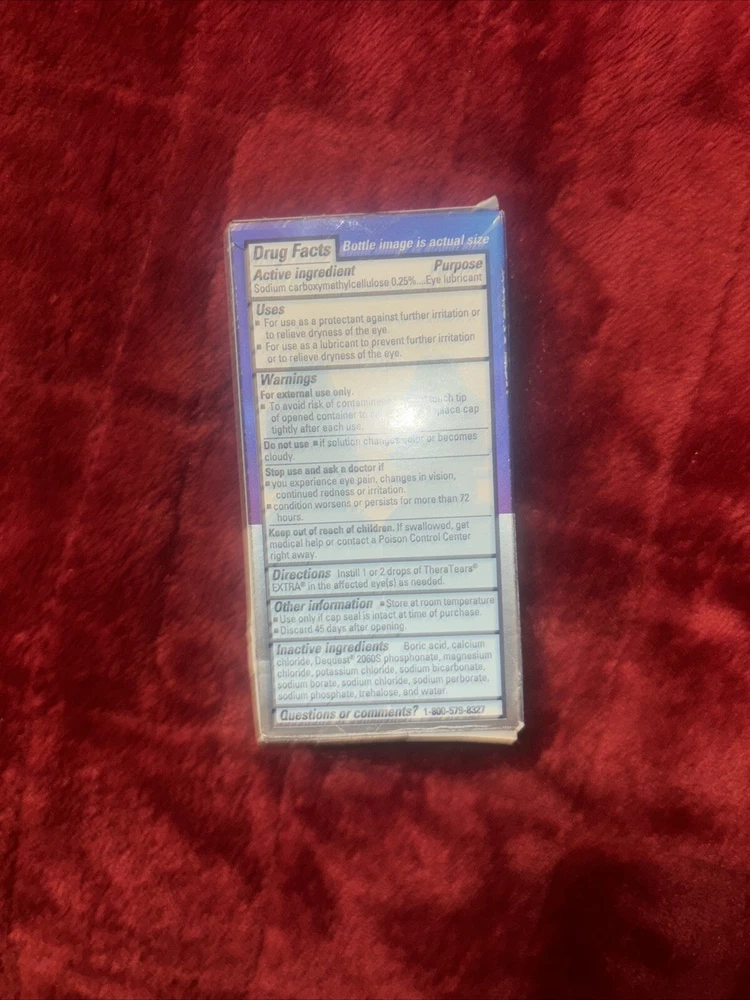 Drug Facts Bottle image is actual size
Active ingredient Purpose
Sodium carboxymethylcellulose 0.25%...Eye lubricant
Uses
▪ For use as a protectant against further irritation or
to relieve dryness of the eye.
▪ For use as a lubricant to prevent further irritation
or to relieve dryness of the eye.
Warnings
For external use only.
▪ To avoid risk of touch tip
of opened container to cap
tightly after each use.
Do not use ▪ if solution changes color or becomes
cloudy.
Stop use and ask a doctor if
▪ you experience eye pain, changes in vision,
continued redness or irritation.
▪ condition worsens or persists for more than 72
hours.
Keep out of reach of children. If swallowed, get
medical help or contact a Poison Control Center
right away.
Directions Instill 1 or 2 drops of TheraTears®
EXTRA® in the affected eye(s) as needed.
Other information ▪ Store at room temperature
▪ Use only if cap seal is intact at time of purchase.
▪ Discard 45 days after opening.
Inactive ingredients Boric acid, calcium
chloride, Dequest® 2060S phosphonate, magnesium
chloride, potassium chloride, sodium bicarbonate,
sodium borate, sodium chloride, sodium perborate,
sodium phosphate, trehalose, and water.
Questions or comments? 1-800-579-8327